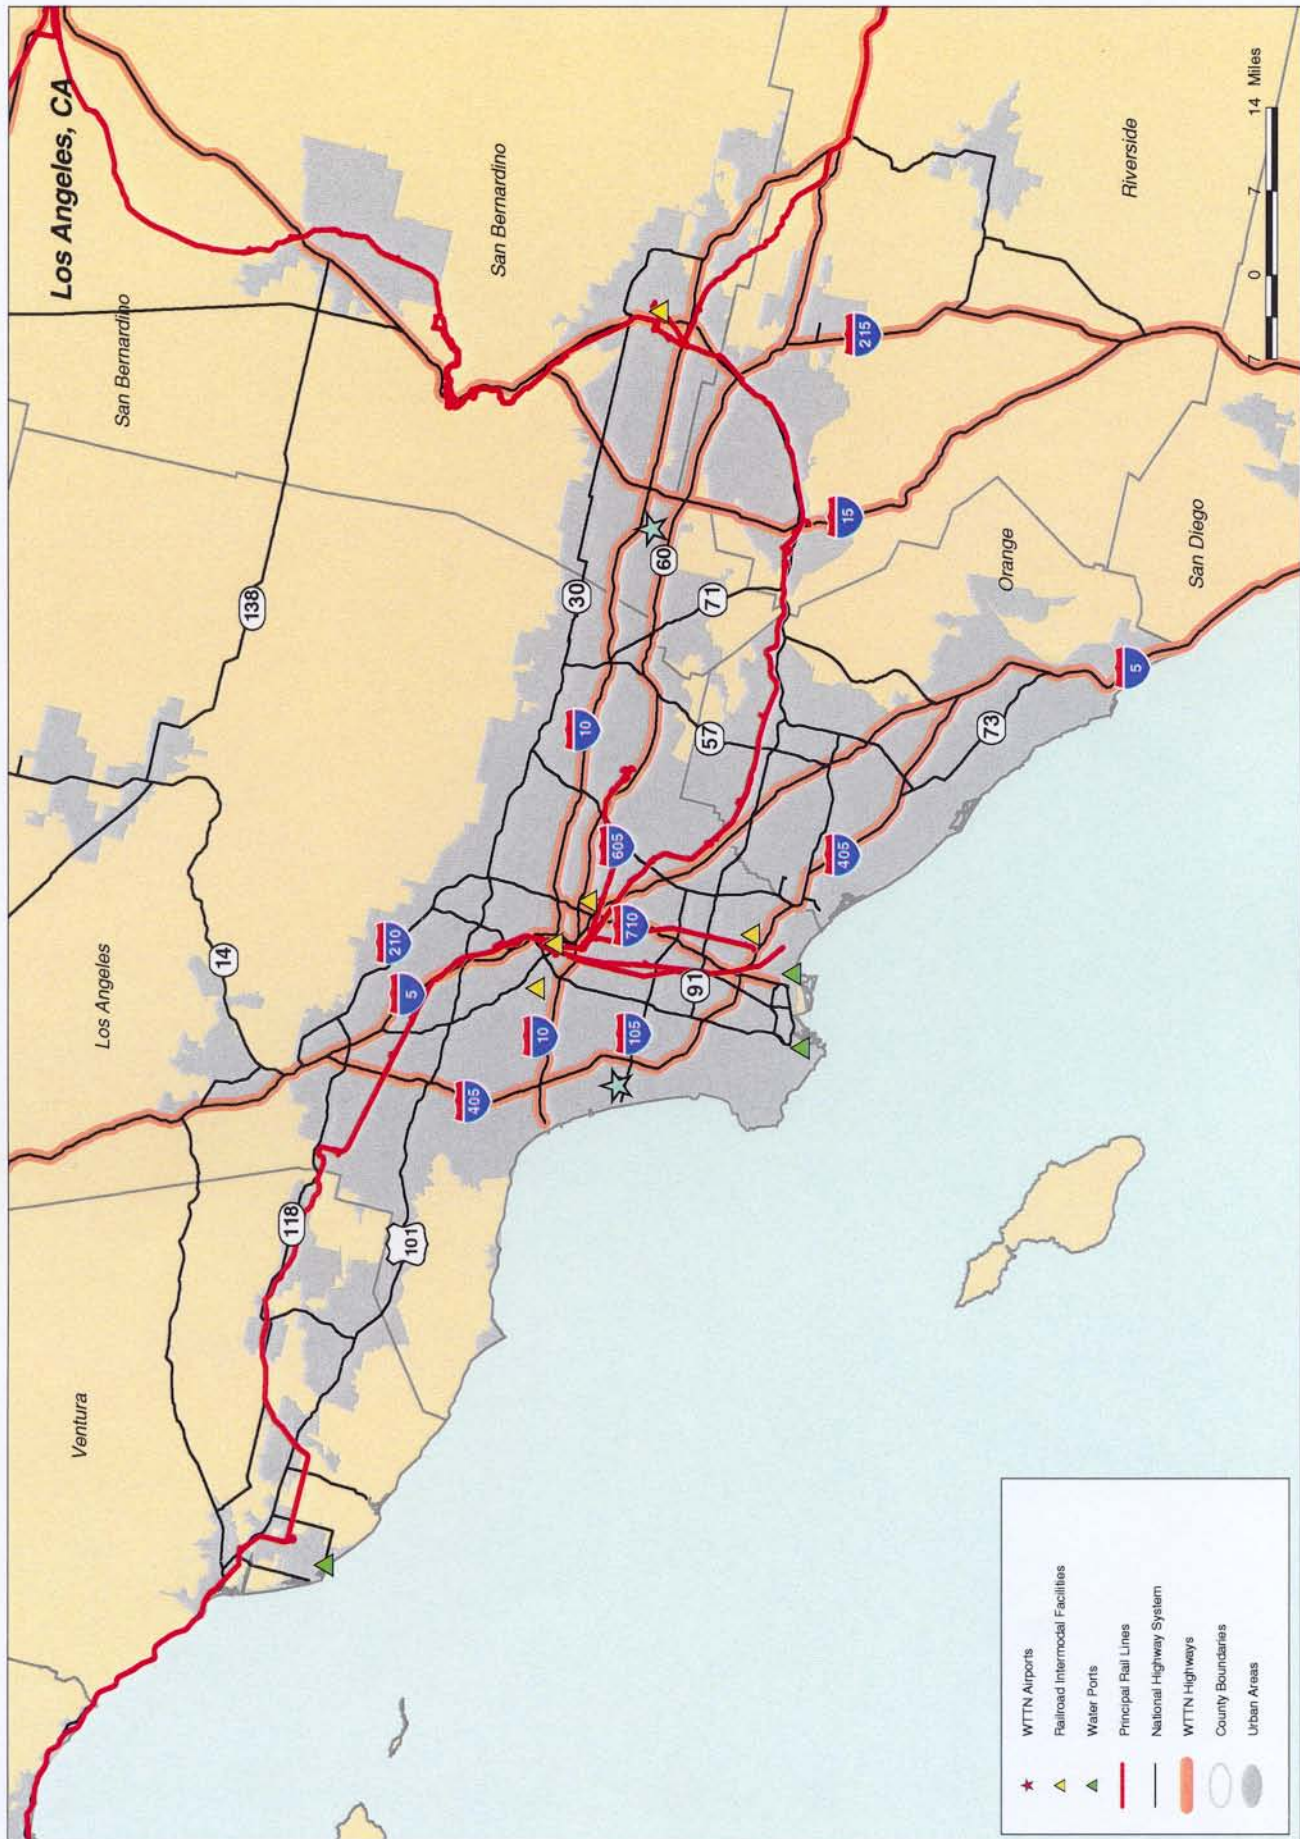 Los Angeles, CA
Ventura
Los Angeles
San Bernardino
San Bernardino
14
138
118
101
5
210
405
10
10
30
605
710
105
91
57
71
60
405
73
15
215
5
Orange
San Diego
Riverside
7 0 7 14 Miles
WTTN Airports
Railroad Intermodal Facilities
Water Ports
Principal Rail Lines
National Highway System
WTTN Highways
County Boundaries
Urban Areas